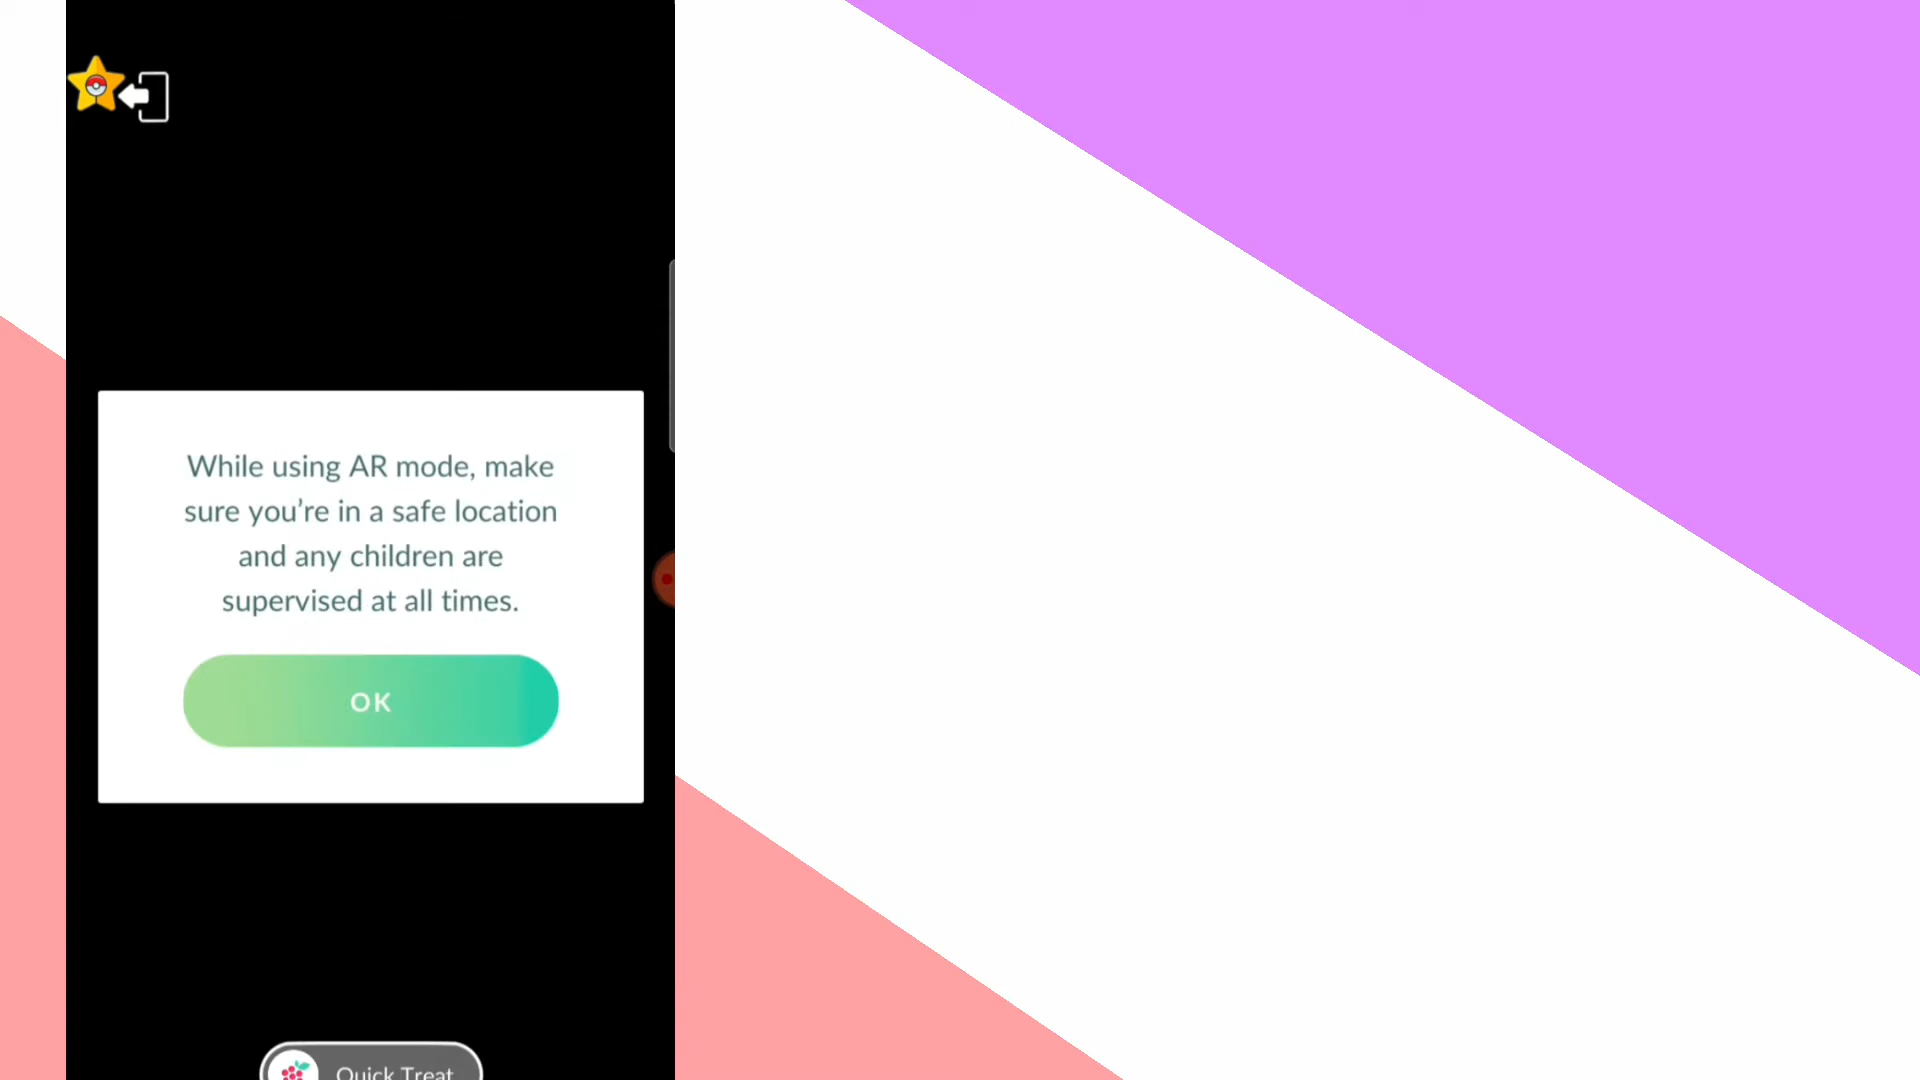 While using AR mode, make
sure you’re in a safe location
and any children are
supervised at all times.
OK
Quick Treat